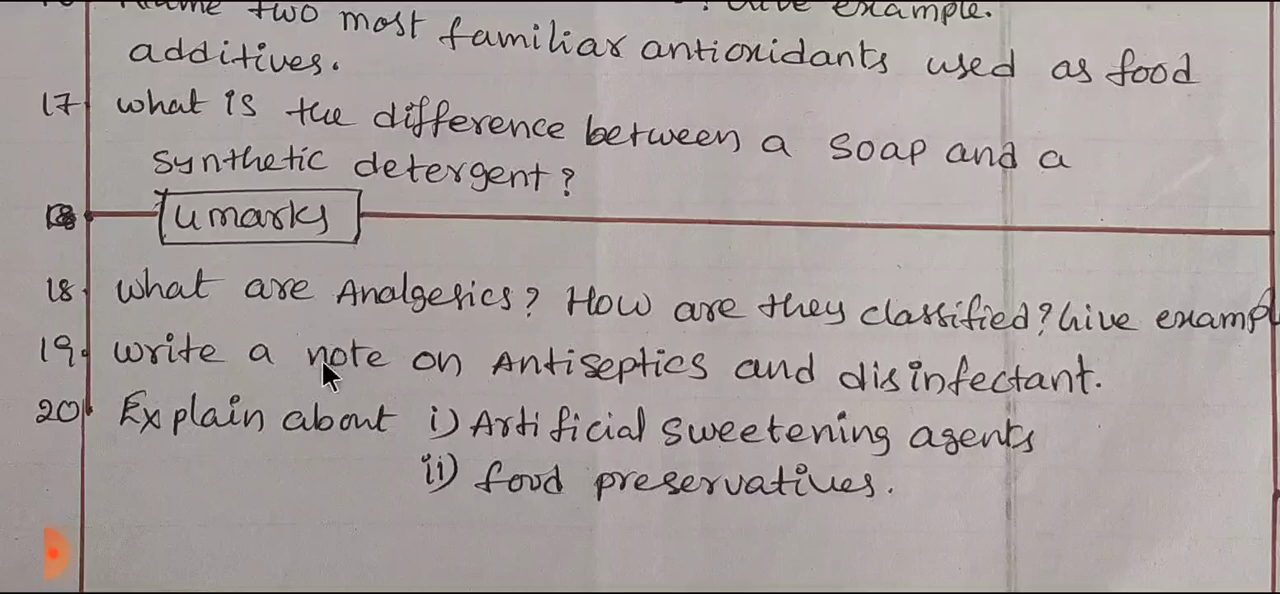 two most familiar antioxidants used as food
additives.
17. what is the difference between a soap and a
synthetic detergent?
4 marks
18. what are Analgesics? How are they classified? Give exampl
19. write a note on Antiseptics and disinfectant.
20. Explain about i) Artificial sweetening agents
ii) food preservatives.